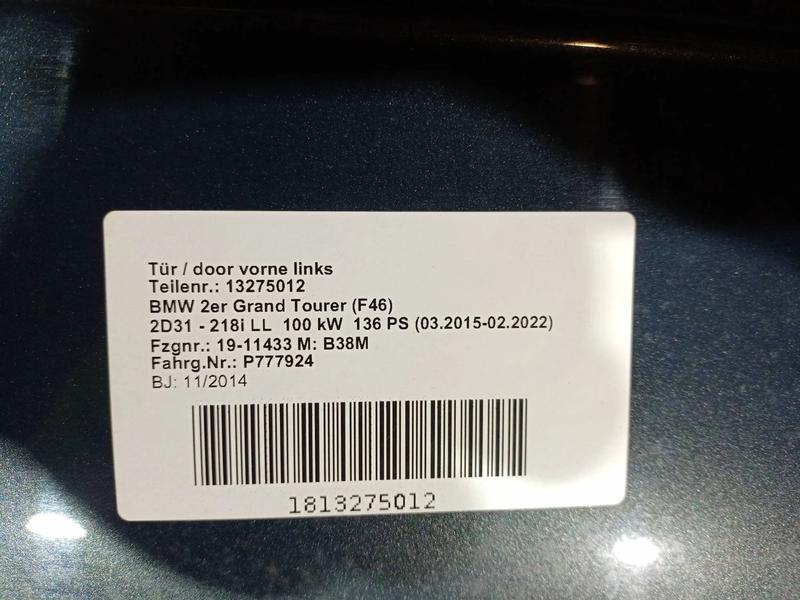 Tür / door vorne links
Teilenr.: 13275012
BMW 2er Grand Tourer (F46)
2D31 - 218i LL  100 kW  136 PS (03.2015-02.2022)
Fzgnr.: 19-11433 M: B38M
Fahrg.Nr.: P777924
BJ: 11/2014
1813275012